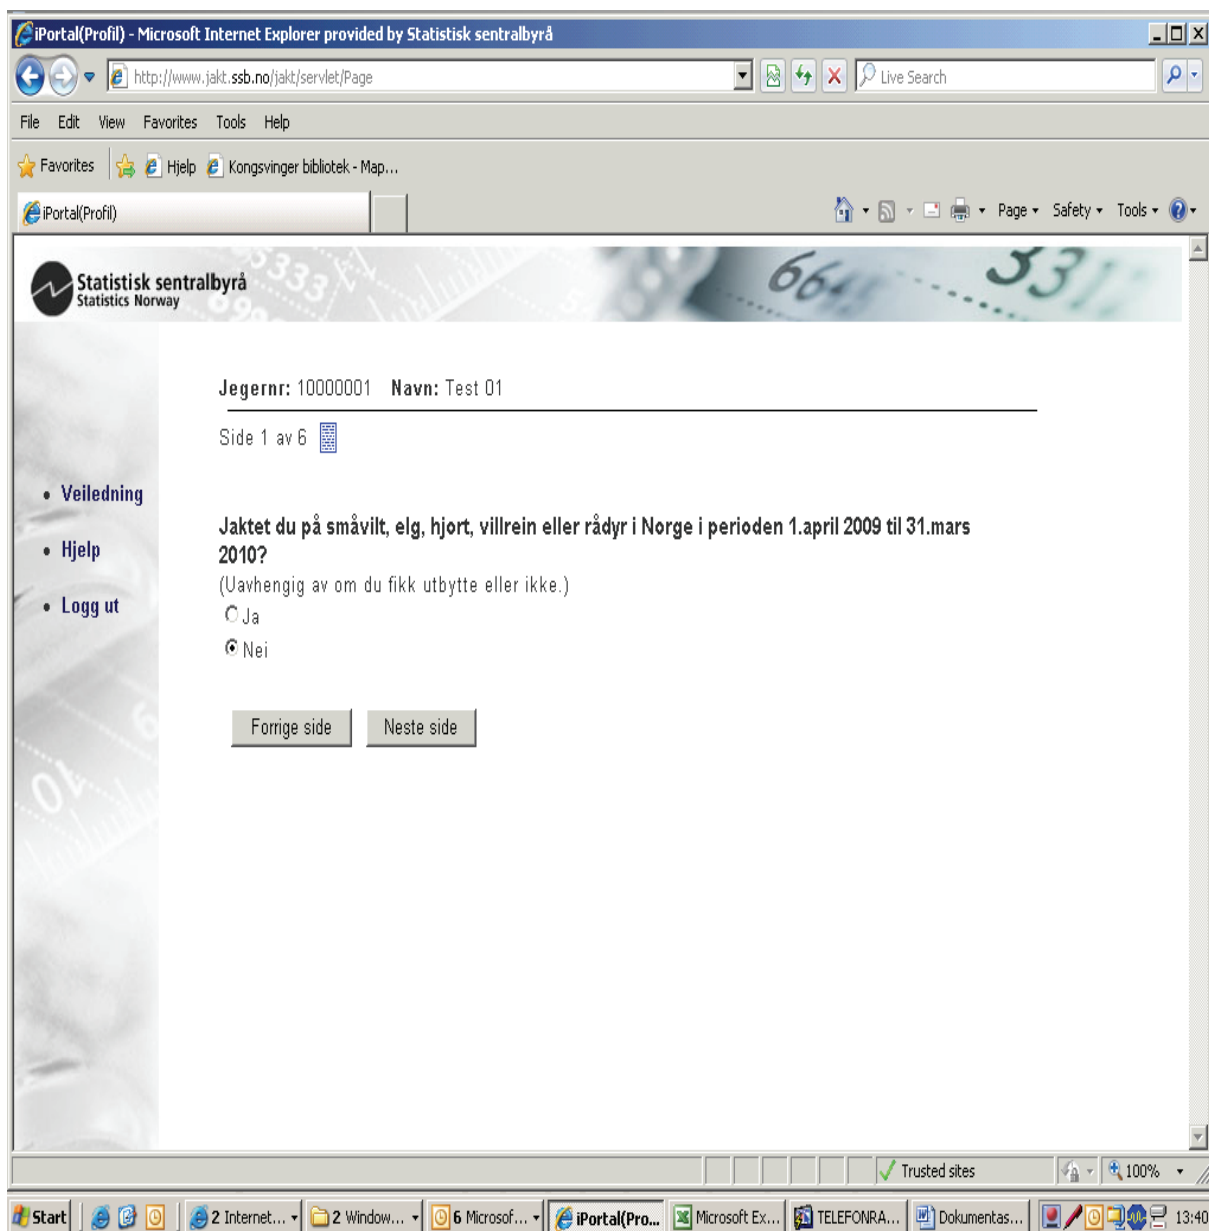 iPortal(Profil) - Microsoft Internet Explorer provided by Statistisk sentralbyrå
http://www.jakt.ssb.no/jakt/servlet/Page
Live Search
File Edit View Favorites Tools Help
Favorites Hjelp Kongsvinger bibliotek - Map...
iPortal(Profil)
Page Safety Tools
Statistisk sentralbyrå
Statistics Norway
Jegernr: 10000001 Navn: Test 01
Side 1 av 6
Veiledning
Hjelp
Logg ut
Jaktet du på småvilt, elg, hjort, villrein eller rådyr i Norge i perioden 1.april 2009 til 31.mars
2010?
(Uavhengig av om du fikk utbytte eller ikke.)
Ja
Nei
Forrige side Neste side
Trusted sites 100%
Start 2 Internet... 2 Window... 6 Microsof... iPortal(Pro... Microsoft Ex... TELEFONRA... Dokumentas... 13:40